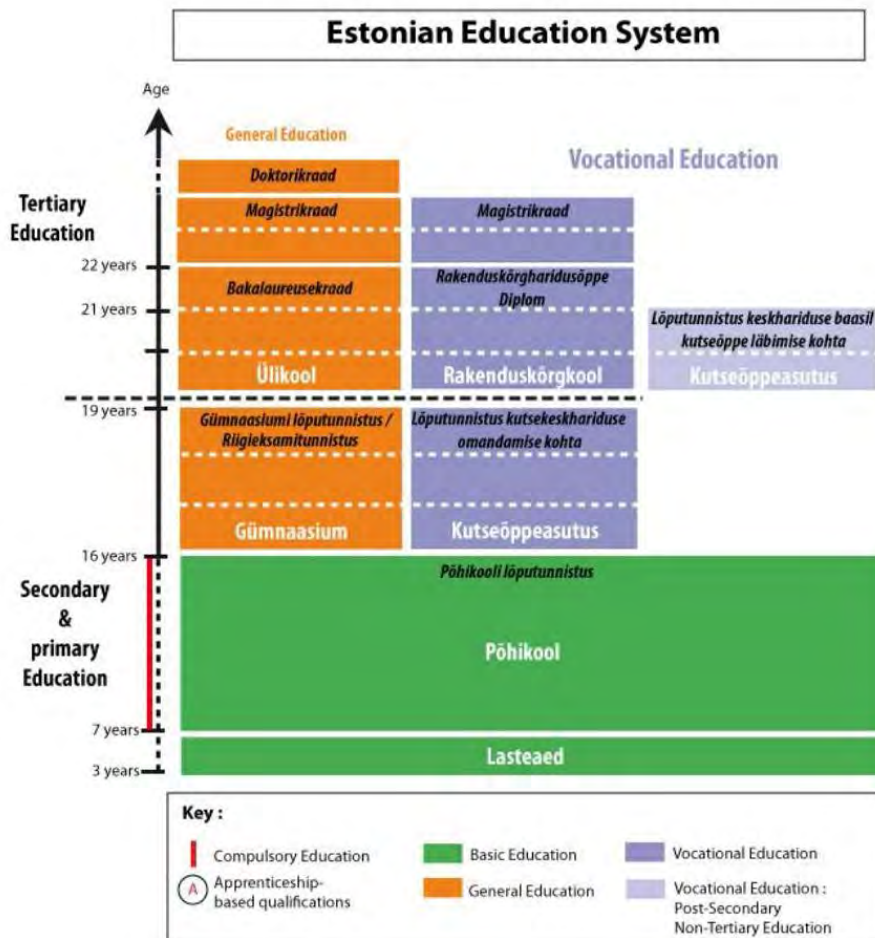 Estonian Education System
Age
General Education
Vocational Education
Doktorikraad
Tertiary
Education
Magistrikraad
Magistrikraad
22 years
Bakalaureusekraad
Rakenduskõrgharidusõppe
Diplom
21 years
Lõputunnistus keskhariduse baasil
kutseõppe läbimise kohta
Ülikool
Rakenduskõrgkool
Kutseõppeasutus
19 years
Gümnaasiumi lõputunnistus /
Riigieksamitunnistus
Lõputunnistus kutsekeskhariduse
omandamise kohta
Gümnaasium
Kutseõppeasutus
16 years
Põhikooli lõputunnistus
Secondary
&
primary
Education
Põhikool
7 years
Lasteaed
3 years
Key :
Compulsory Education
Basic Education
Vocational Education
A
Apprenticeship-
based qualifications
General Education
Vocational Education :
Post-Secondary
Non-Tertiary Education